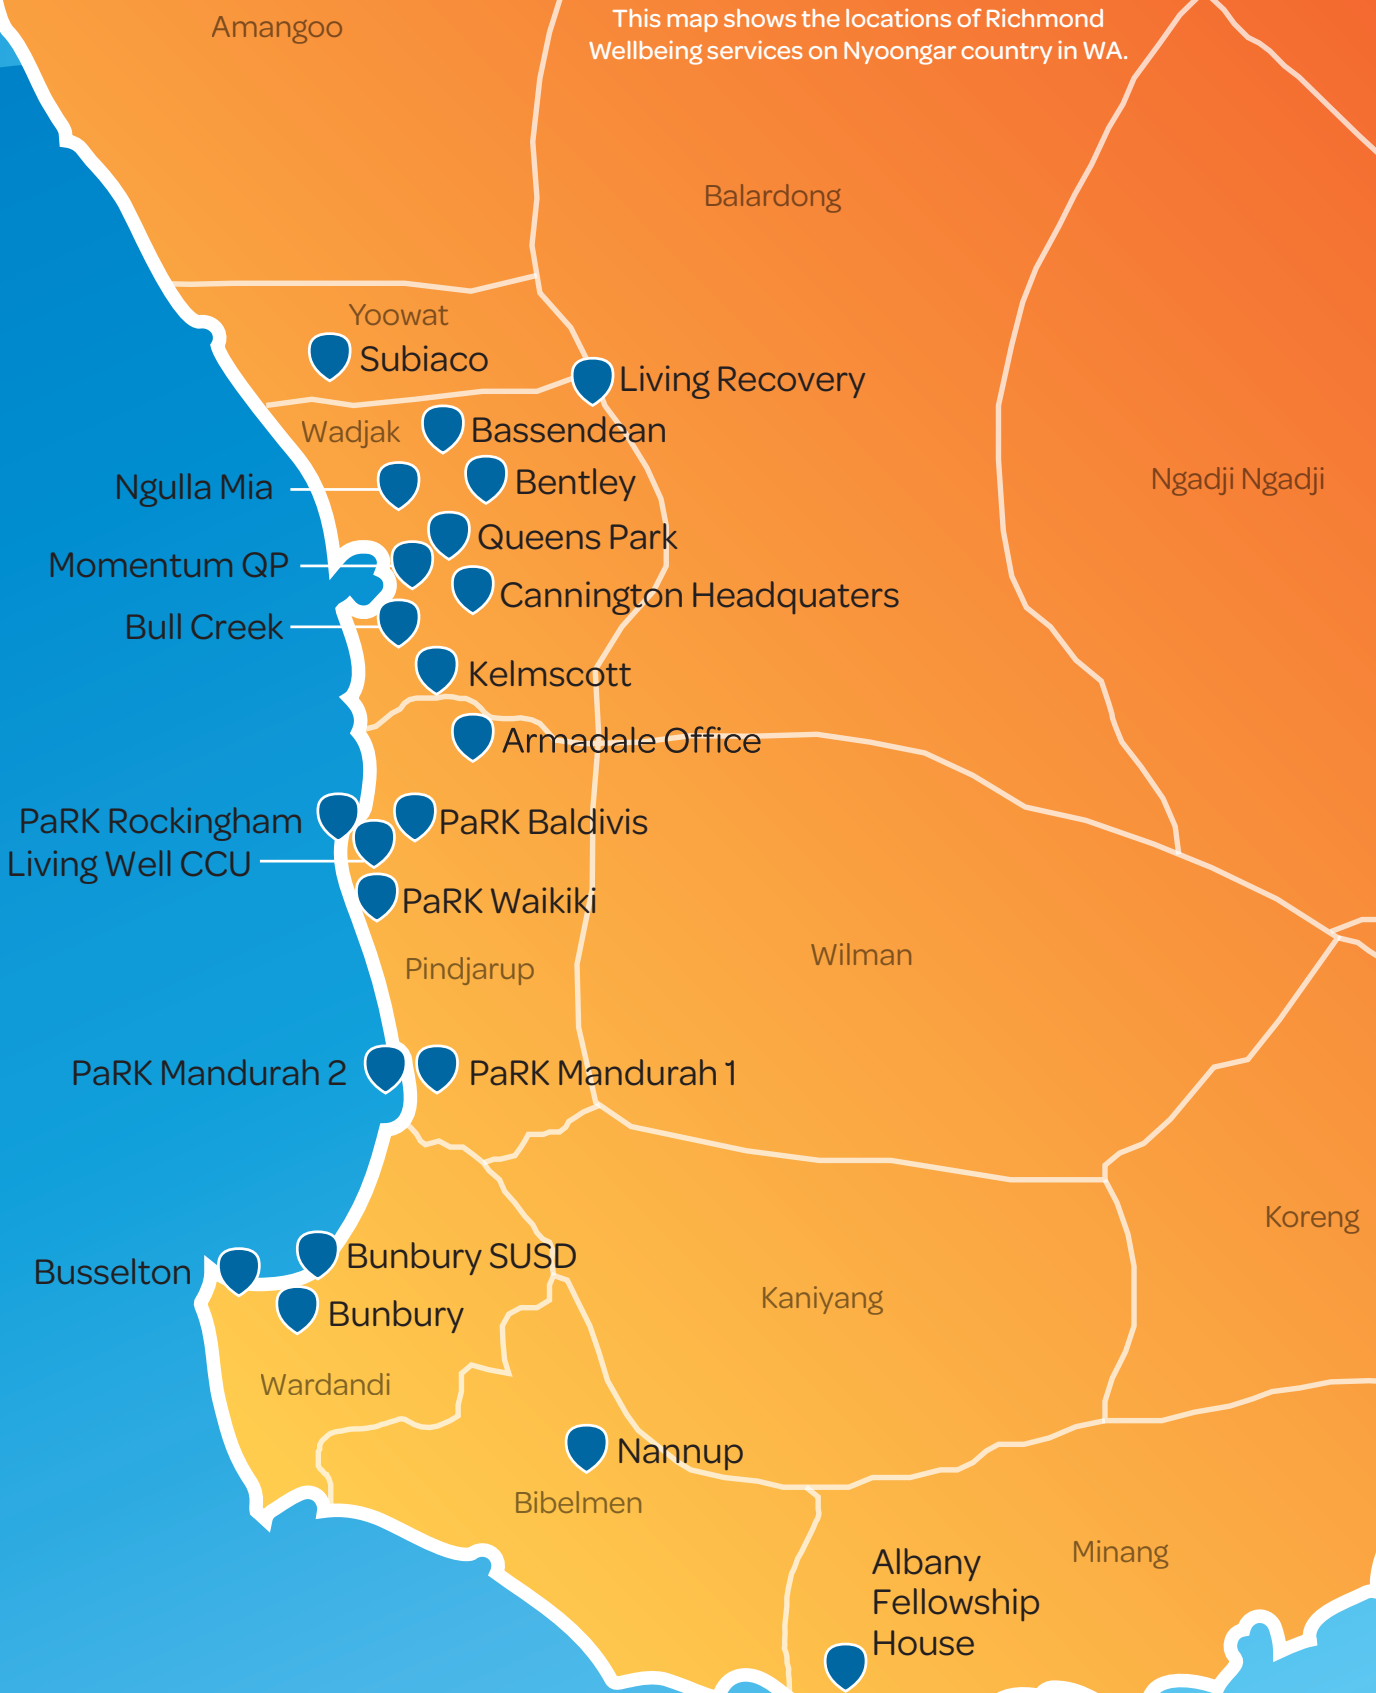 Amangoo
This map shows the locations of Richmond
Wellbeing services on Nyoongar country in WA.
Balardong
Yoowat
Subiaco
Living Recovery
Wadjak
Bassendean
Ngulla Mia
Bentley
Ngadji Ngadji
Queens Park
Momentum QP
Cannington Headquaters
Bull Creek
Kelmscott
Armadale Office
PaRK Rockingham
PaRK Baldivis
Living Well CCU
PaRK Waikiki
Wilman
Pindjarup
PaRK Mandurah 2
PaRK Mandurah 1
Koreng
Bunbury SUSD
Busselton
Kaniyang
Bunbury
Wardandi
Nannup
Bibelmen
Minang
Albany
Fellowship
House